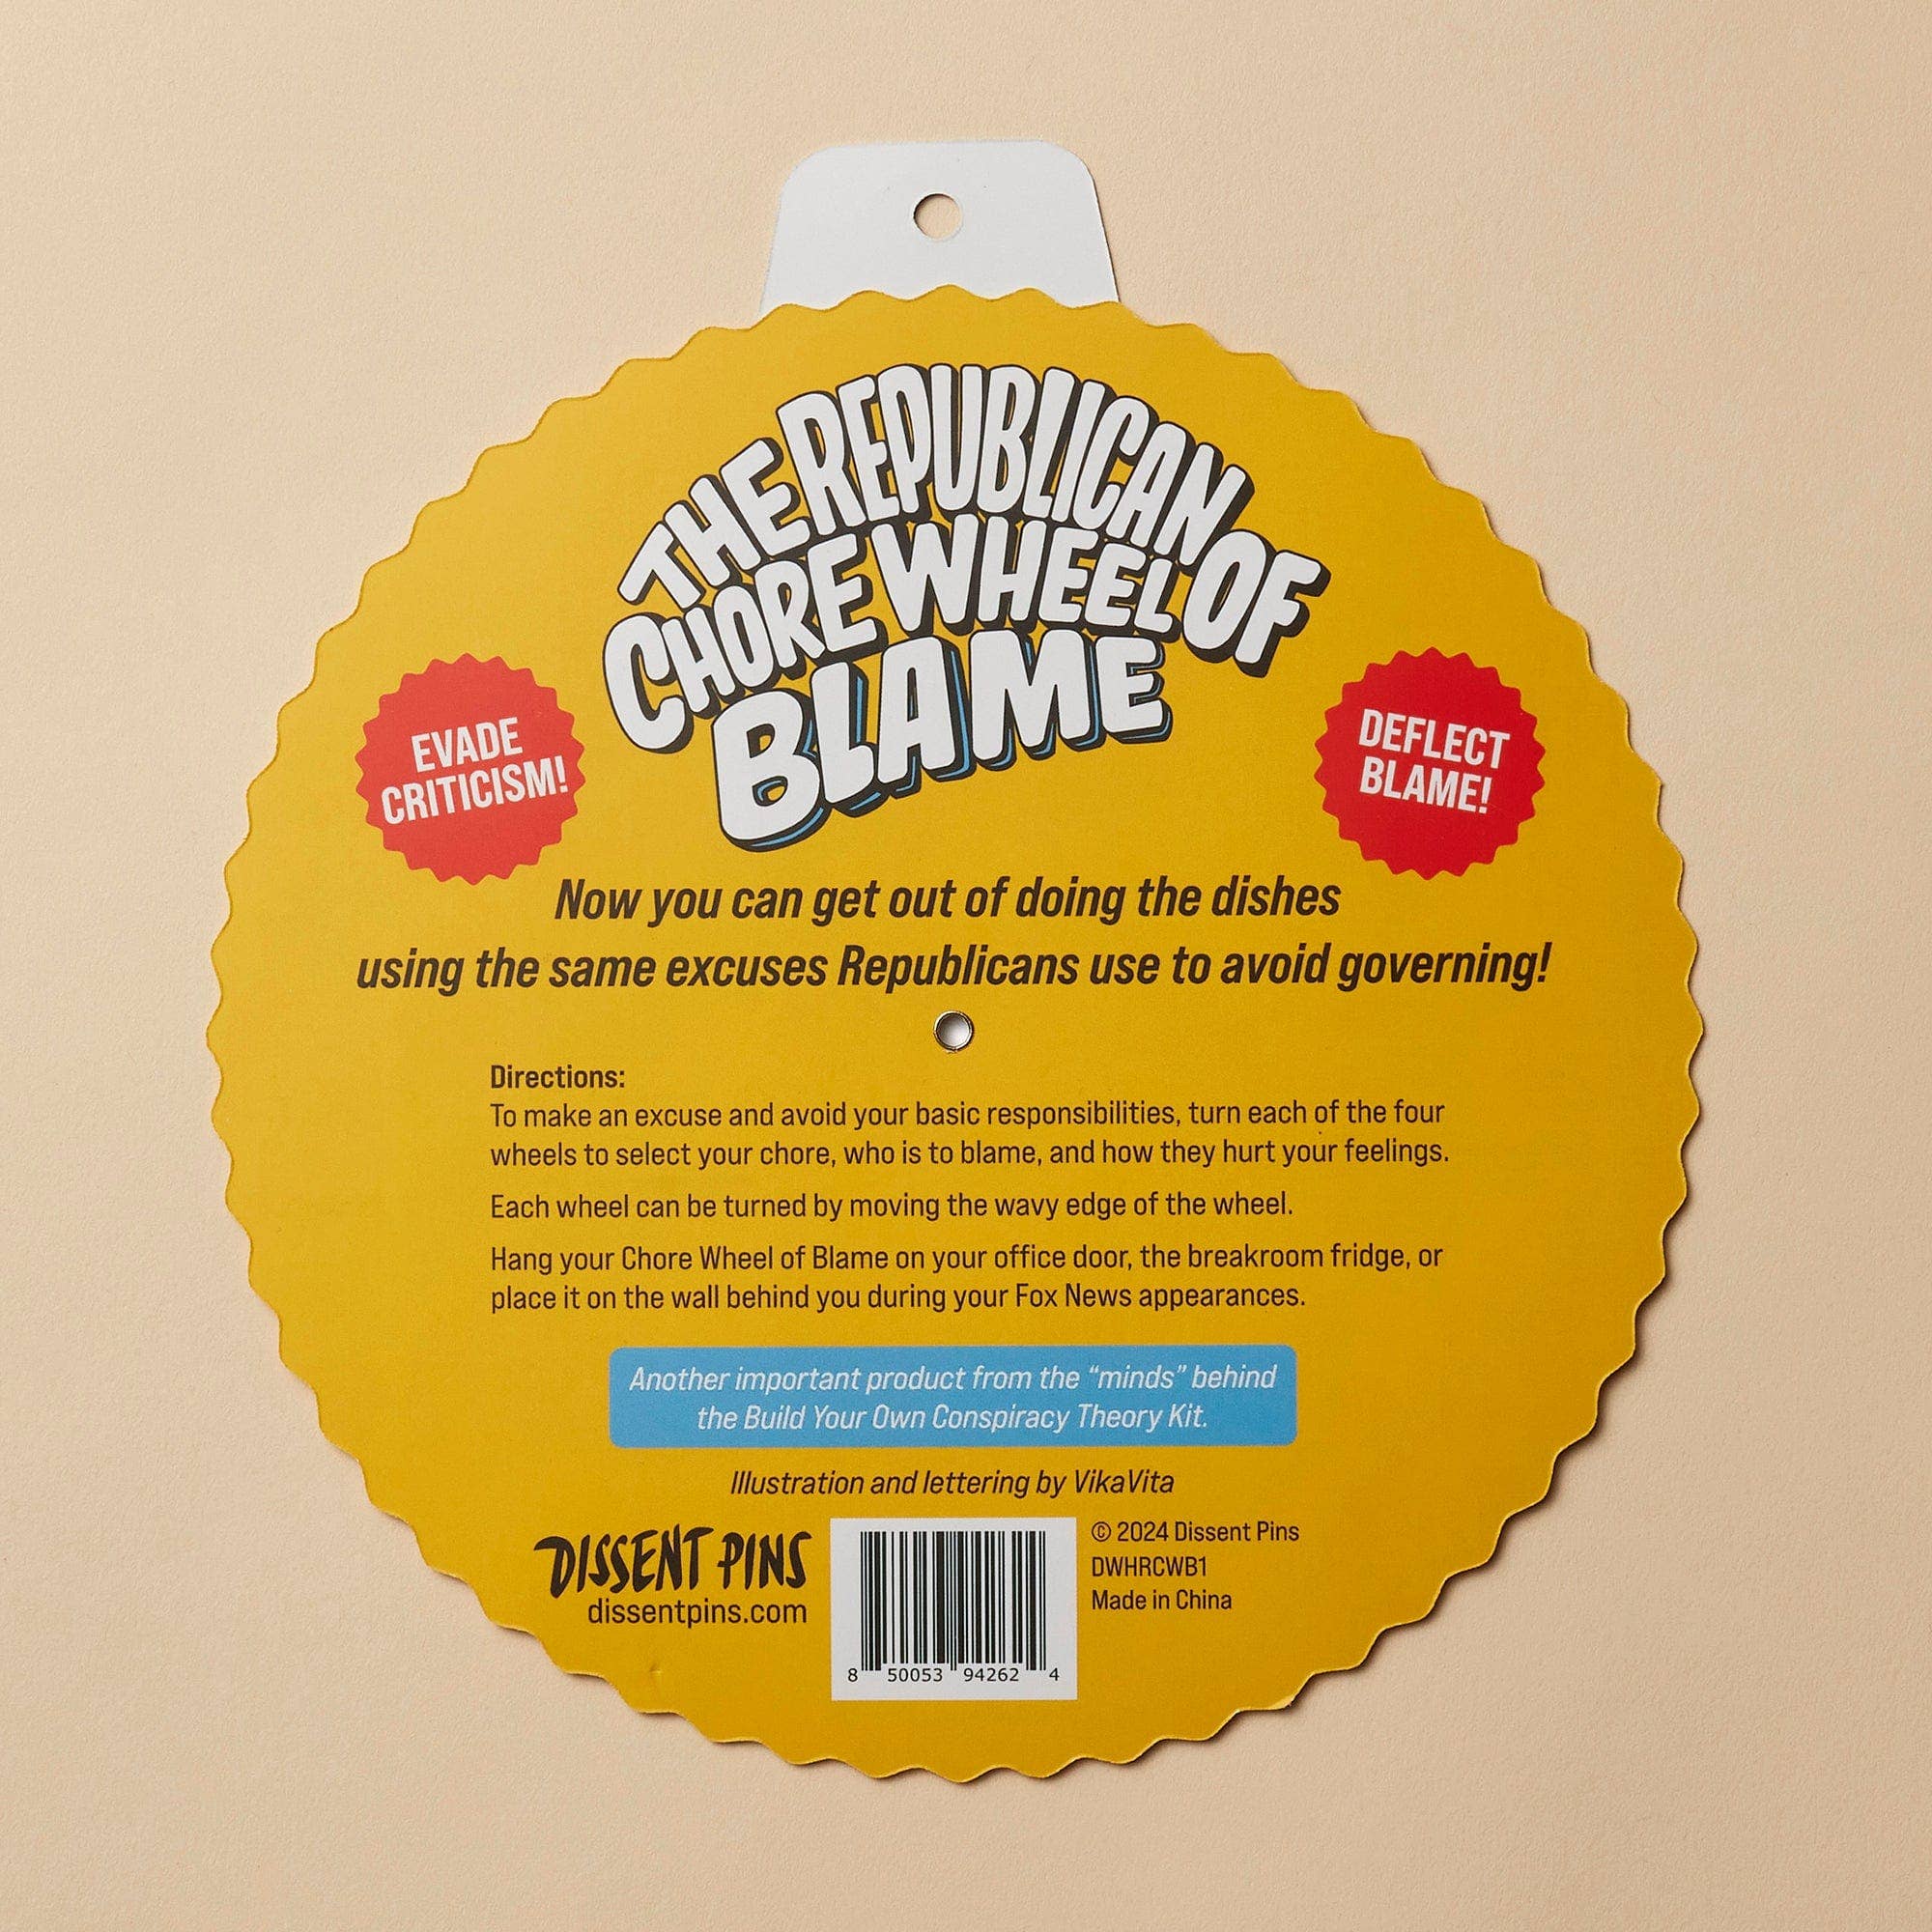 THE REPUBLICAN
CHORE WHEEL OF
BLAME
EVADE
CRITICISM!
DEFLECT
BLAME!
Now you can get out of doing the dishes
using the same excuses Republicans use to avoid governing!
Directions:
To make an excuse and avoid your basic responsibilities, turn each of the four
wheels to select your chore, who is to blame, and how they hurt your feelings.
Each wheel can be turned by moving the wavy edge of the wheel.
Hang your Chore Wheel of Blame on your office door, the breakroom fridge, or
place it on the wall behind you during your Fox News appearances.
Another important product from the “minds” behind
the Build Your Own Conspiracy Theory Kit.
Illustration and lettering by VikaVita
DISSENT PINS
dissentpins.com
8 50053 94262 4
© 2024 Dissent Pins
DWHRCWB1
Made in China